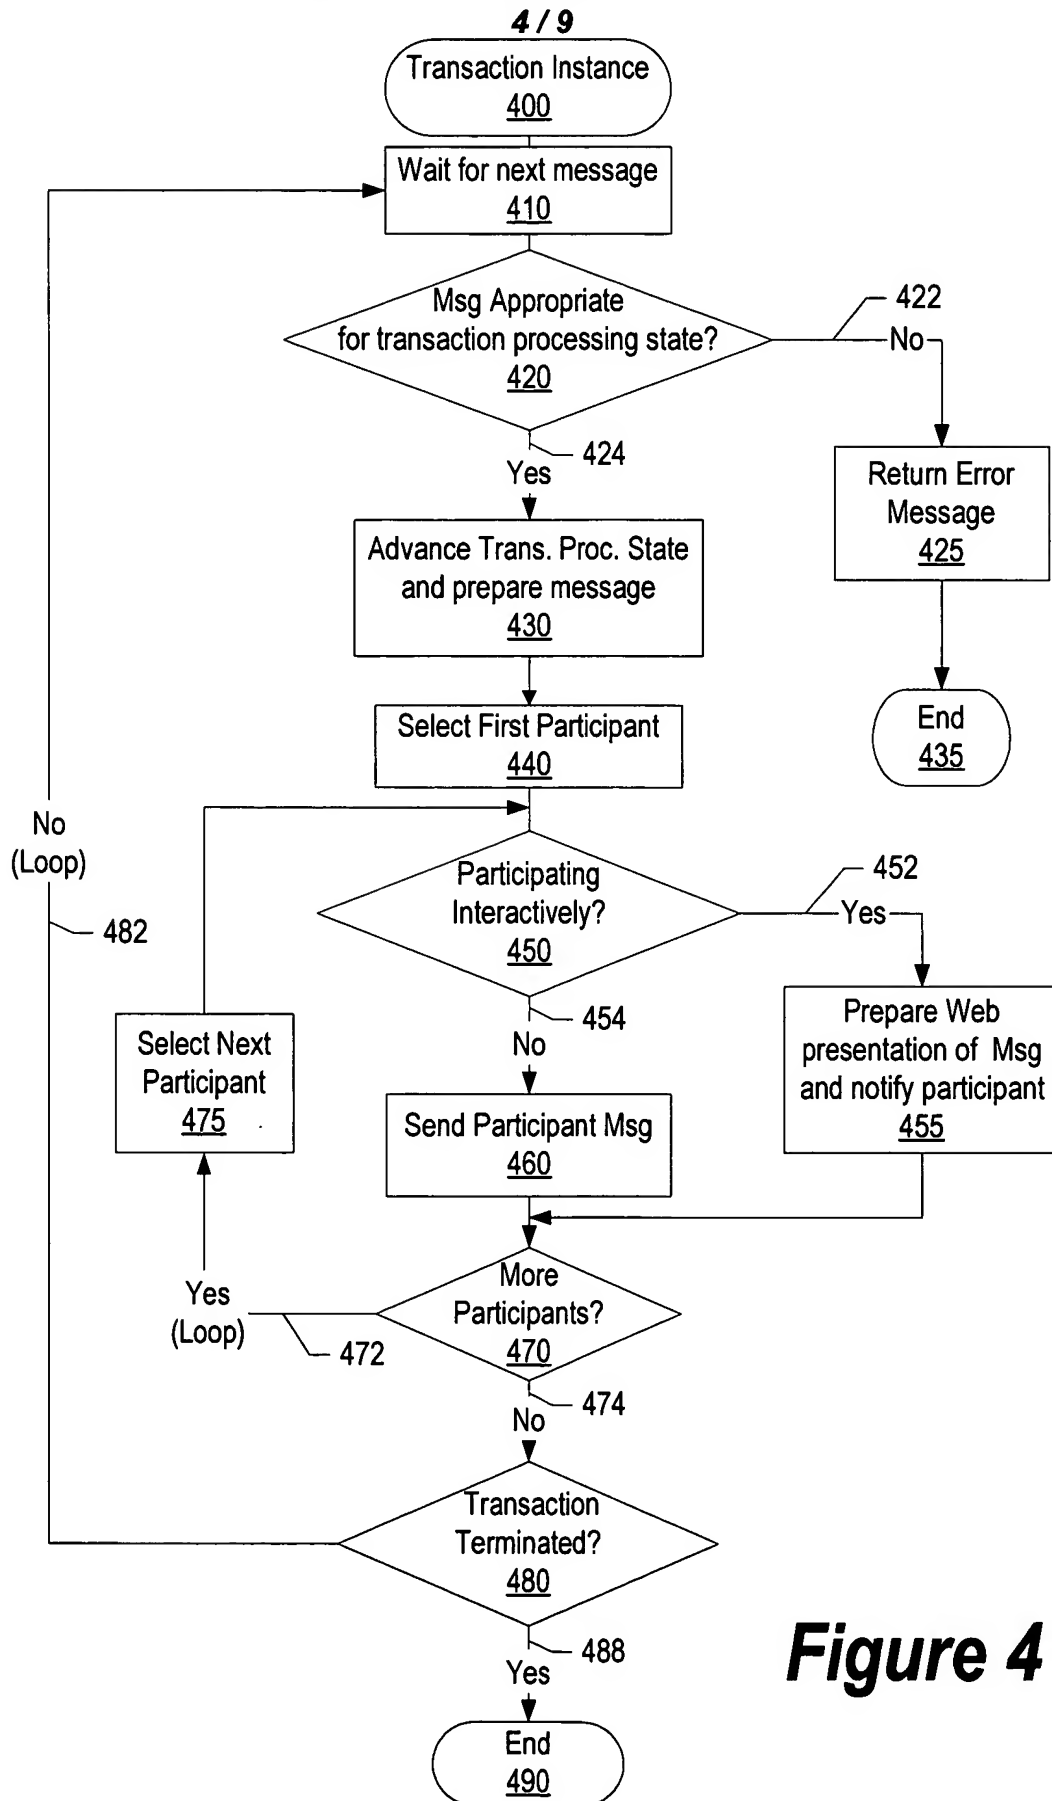 4 / 9
Transaction Instance
400
Wait for next message
410
Msg Appropriate
for transaction processing state?
420
422
No
424
Yes
Return Error
Message
425
Advance Trans. Proc. State
and prepare message
430
End
435
Select First Participant
440
No
(Loop)
482
Participating
Interactively?
450
452
Yes
454
No
Select Next
Participant
475
Prepare Web
presentation of Msg
and notify participant
455
Send Participant Msg
460
More
Participants?
470
Yes
(Loop)
472
474
No
Transaction
Terminated?
480
488
Yes
Figure 4
End
490